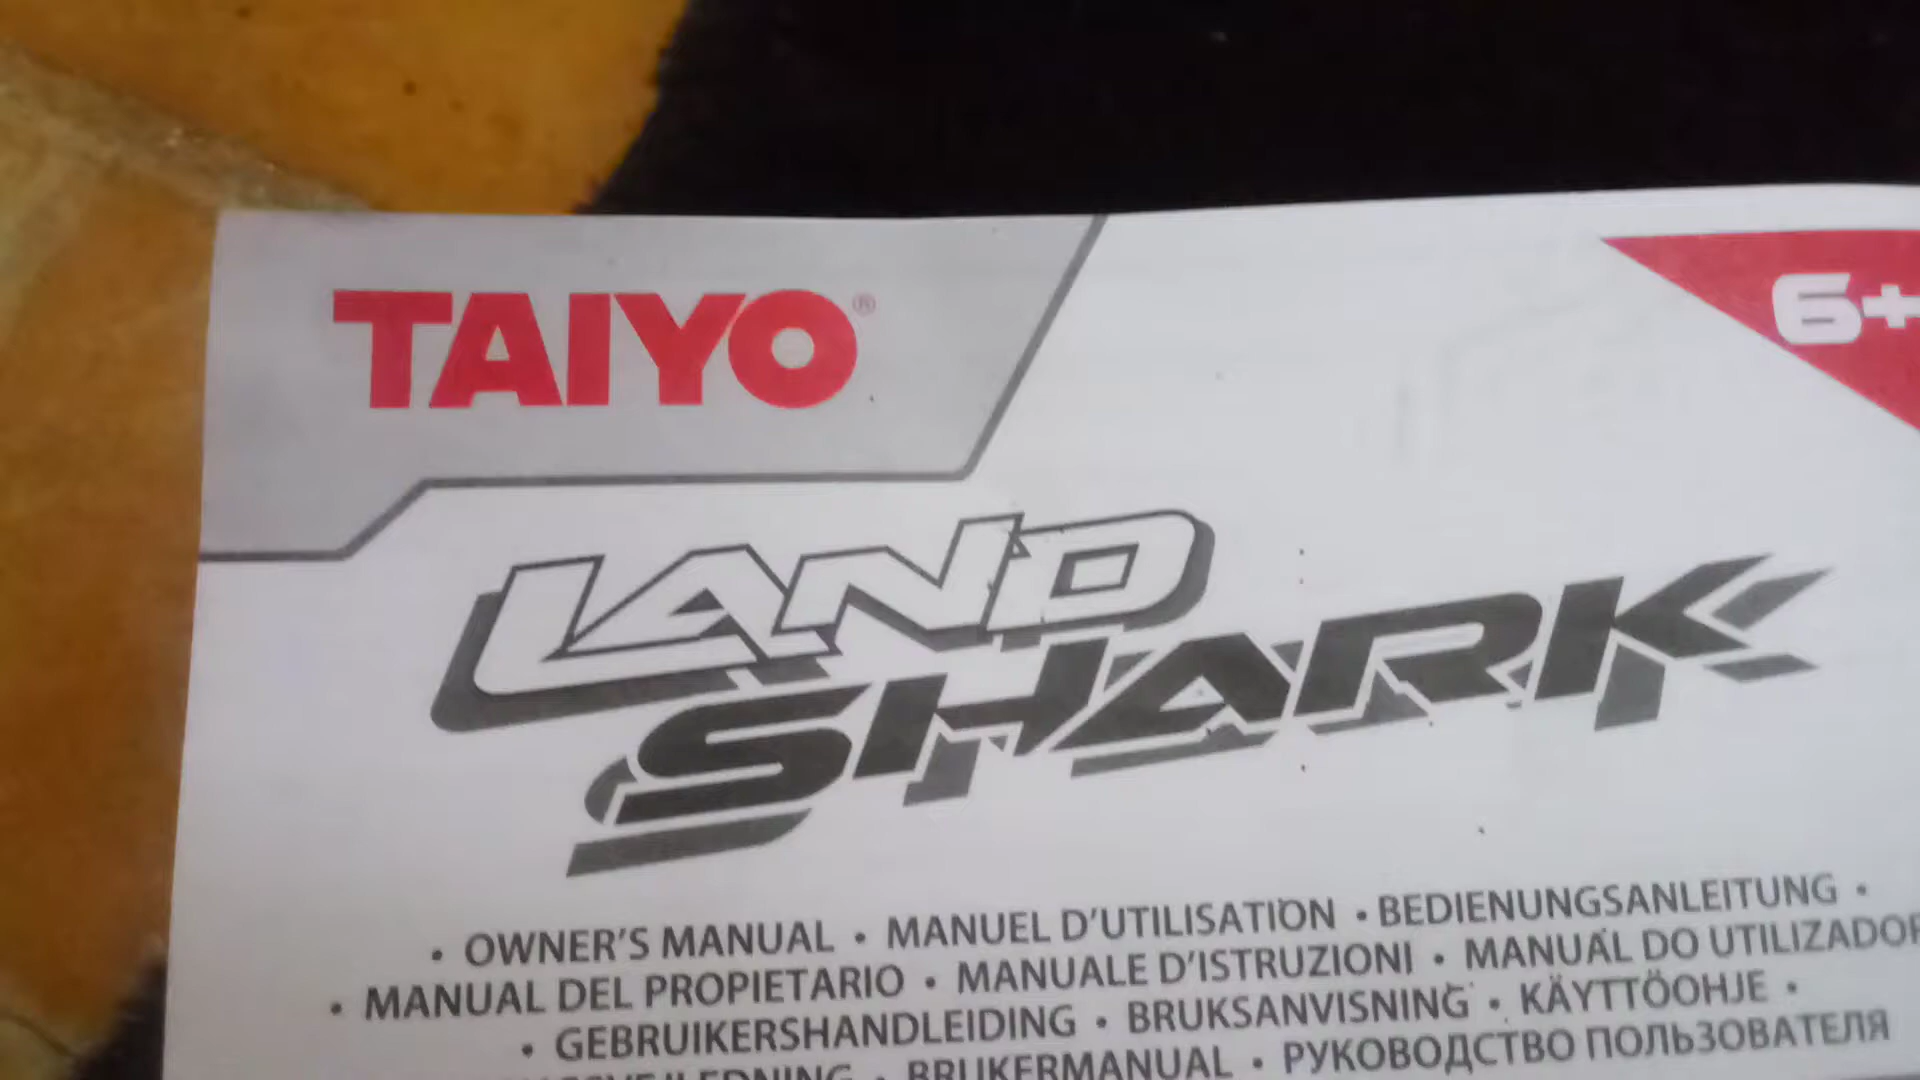 TAIYO®
6+
LAND
SHARK
• OWNER'S MANUAL • MANUEL D'UTILISATION • BEDIENUNGSANLEITUNG •
• MANUAL DEL PROPIETARIO • MANUALE D'ISTRUZIONI • MANUAL DO UTILIZADOR
• GEBRUIKERSHANDLEIDING • BRUKSANVISNING • KÄYTTÖOHJE •
• BRUKERMANUAL • РУКОВОДСТВО ПОЛЬЗОВАТЕЛЯ